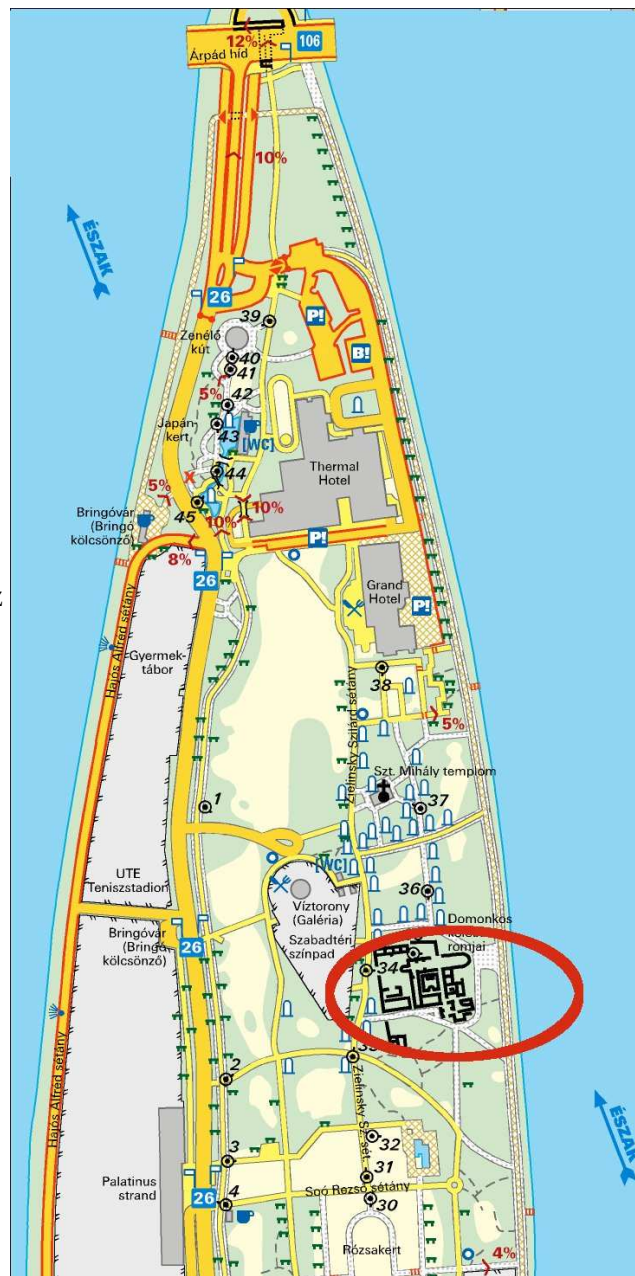 12%
106
Árpád híd
10%
ÉSZAK
26
39
P!
Zenélő
kút
40
41
B!
5%
42
Japán
kert
43
[WC]
44
Thermal
Hotel
X
5%
45
10%
10%
Bringóvár
(Bringó
kölcsönző)
P!
8%
26
Z
Grand
Hotel
P!
Hajós Alfréd sétány
Gyermek-
tábor
38
5%
Zielinsky Szilárd sétány
Szt. Mihály templom
37
1
[WC]
UTE
Teniszstadion
36
Víztorony
(Galéria)
Domonkos
romjai
Bringóvár
(Bringó
kölcsönző)
26
Szabadtéri
színpad
34
2
Zielinsky Sz. sét.
ÉSZAK
Hajós Alfréd sétány
32
3
31
Palatinus
strand
26
4
Soó Rezső sétány
30
Rózsakert
4%